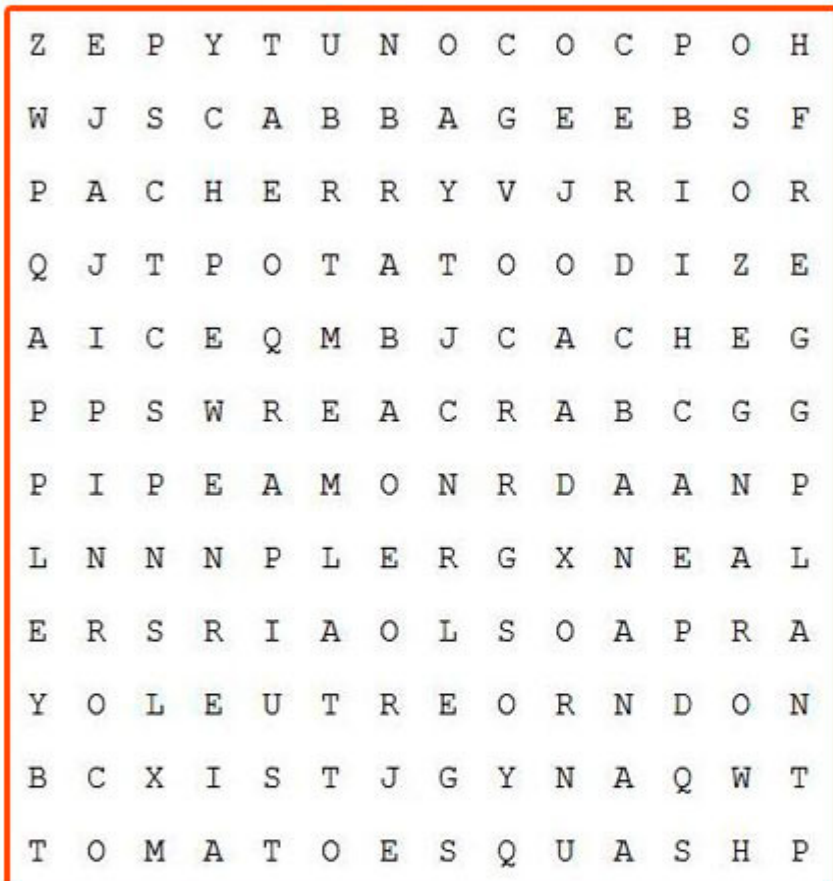 Z E P Y T U N O C O C P O H
W J S C A B B A G E E B S F
P A C H E R R Y V J R I O R
Q J T P O T A T O O D I Z E
A I C E Q M B J C A C H E G
P P S W R E A C R A B C G G
P I P E A M O N R D A A N P
L N N N P L E R G X N E A L
E R S R I A O L S O A P R A
Y O L E U T R E O R N D O N
B C X I S T J G Y N A Q W T
T O M A T O E S Q U A S H P